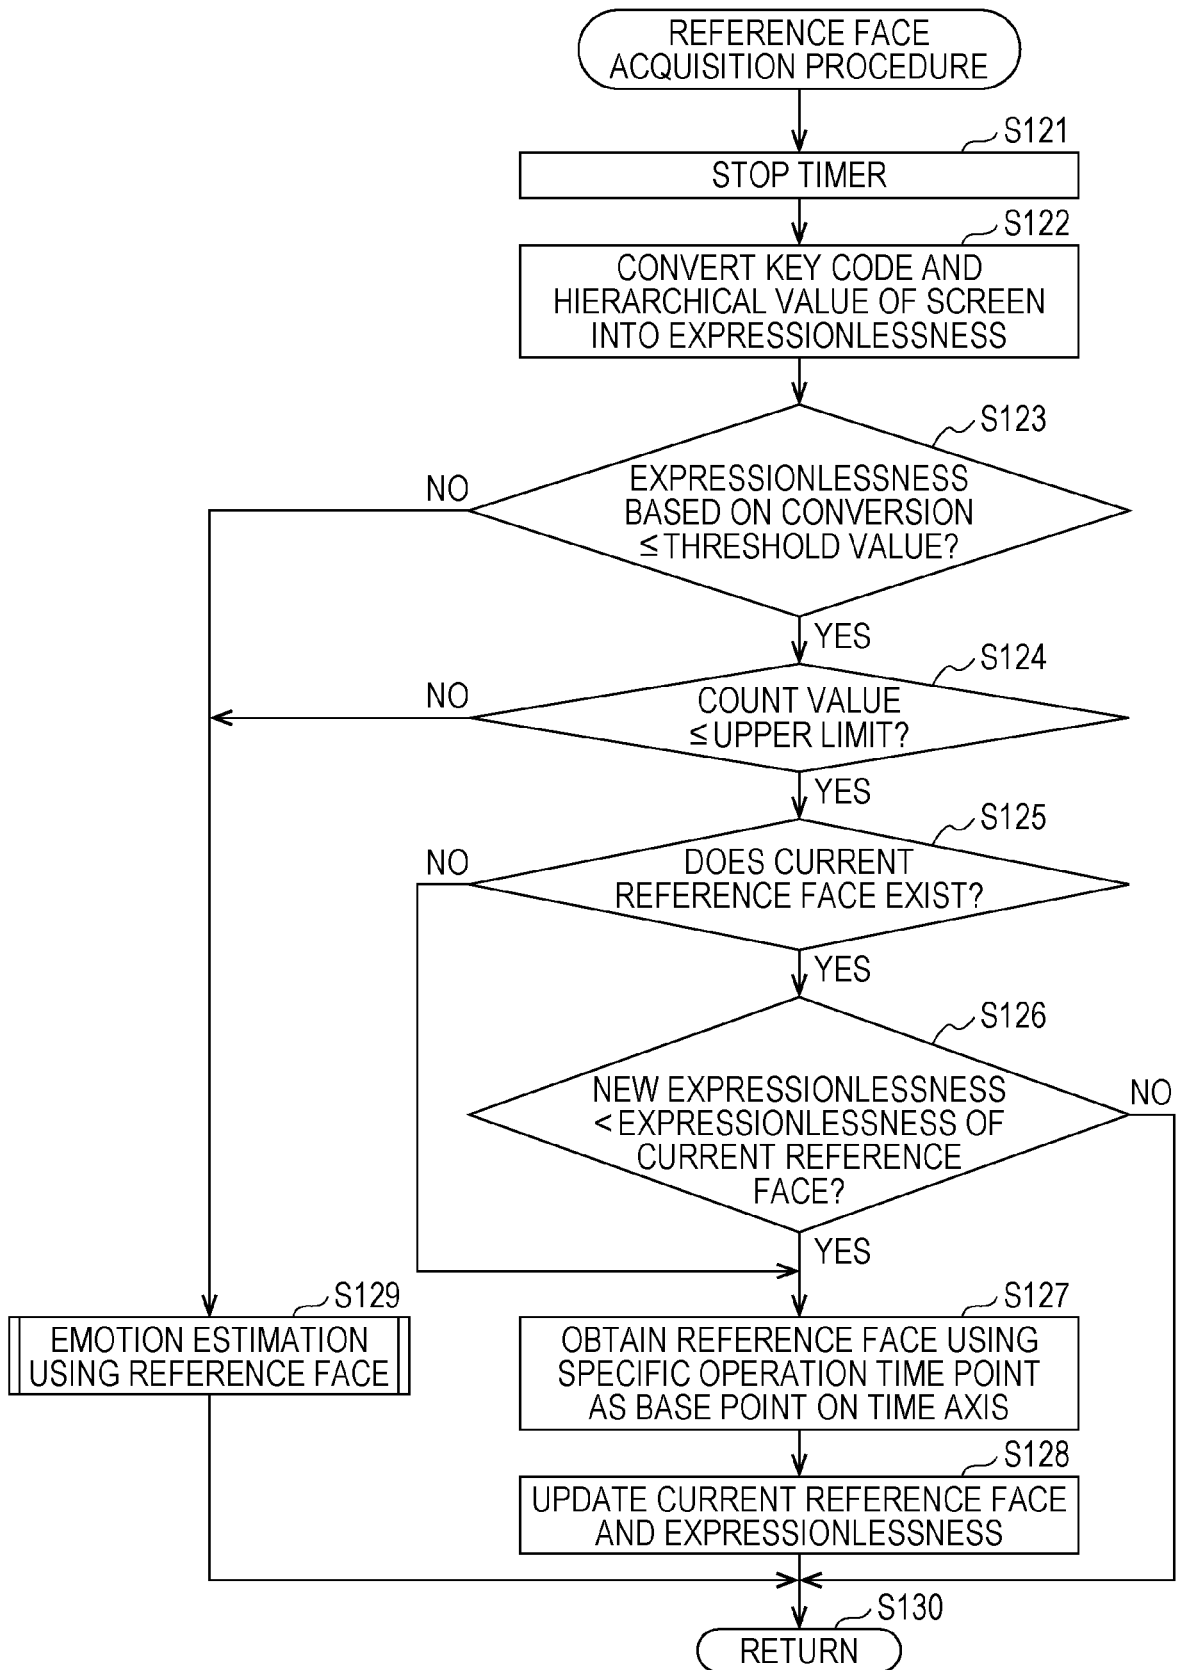 REFERENCE FACE
ACQUISITION PROCEDURE
S121
STOP TIMER
S122
CONVERT KEY CODE AND
HIERARCHICAL VALUE OF SCREEN
INTO EXPRESSIONLESSNESS
S123
EXPRESSIONLESSNESS
BASED ON CONVERSION
≤ THRESHOLD VALUE?
NO
YES
S124
COUNT VALUE
≤ UPPER LIMIT?
NO
YES
S125
DOES CURRENT
REFERENCE FACE EXIST?
NO
YES
S126
NEW EXPRESSIONLESSNESS
< EXPRESSIONLESSNESS OF
CURRENT REFERENCE
FACE?
NO
YES
S129
EMOTION ESTIMATION
USING REFERENCE FACE
S127
OBTAIN REFERENCE FACE USING
SPECIFIC OPERATION TIME POINT
AS BASE POINT ON TIME AXIS
S128
UPDATE CURRENT REFERENCE FACE
AND EXPRESSIONLESSNESS
S130
RETURN